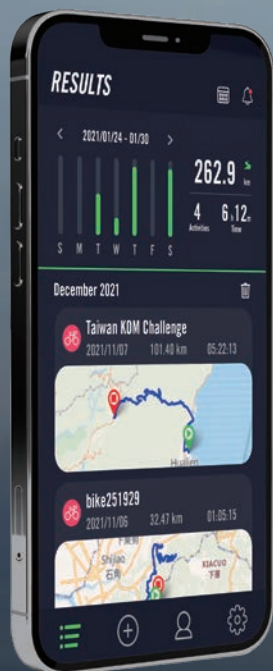 RESULTS
< 2021/01/24 - 01/30 >
262.9 km
4 6h12m
Activities Time
S M T W T F S
December 2021
Taiwan KOM Challenge
2021/11/07 101.40 km 05:22:13
Hualien
bike251929
2021/11/06 32.47 km 01:05:15
Shijiao
石角
XIACUO
下厝